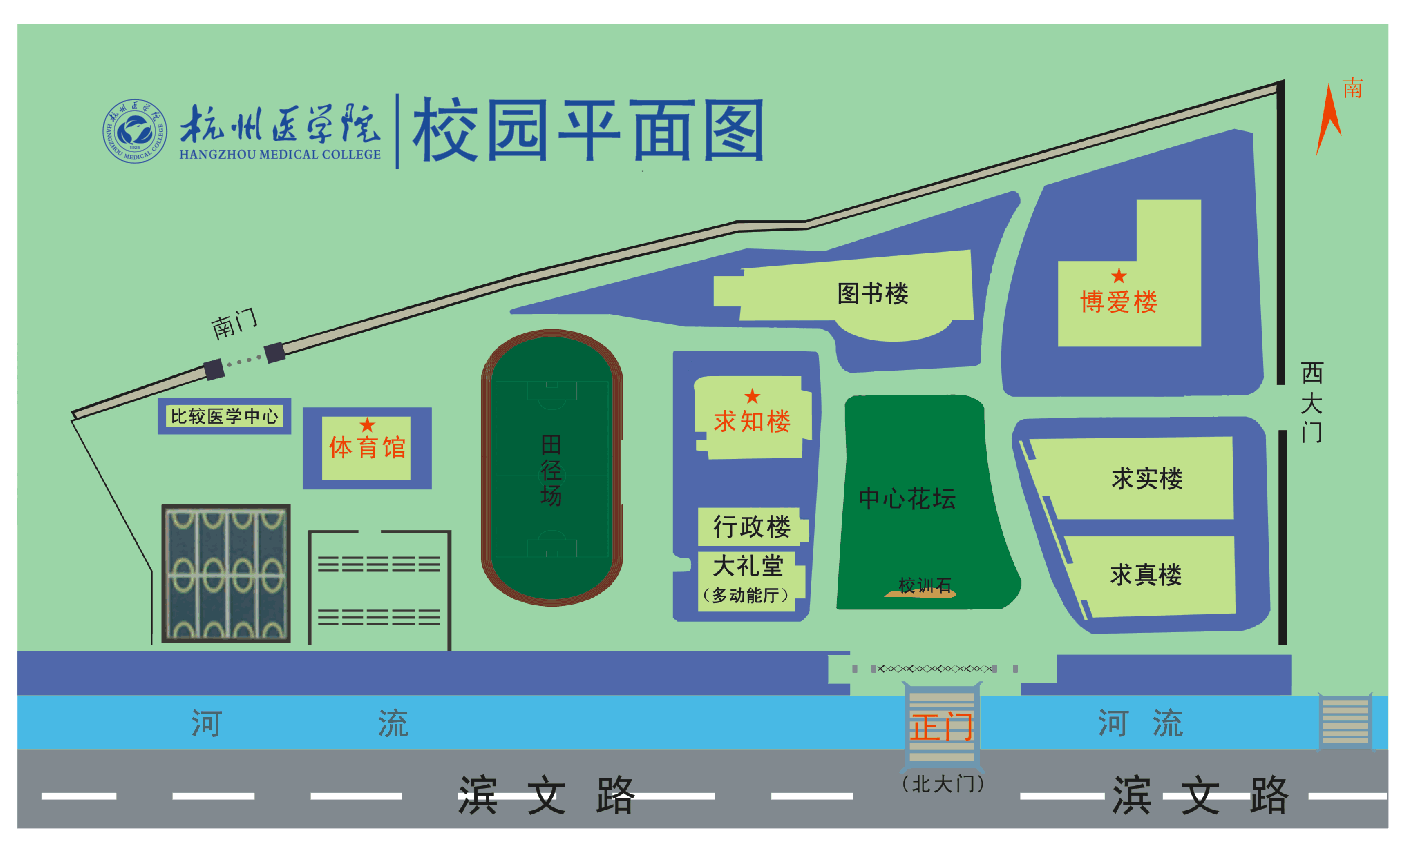 杭州医学院
HANGZHOU MEDICAL COLLEGE
校园平面图
南
图书楼
博爱楼
南门
比较医学中心
体育馆
田径场
求知楼
行政楼
大礼堂
（多动能厅）
中心花坛
校训石
西大门
求实楼
求真楼
河 流
正门
河 流
（北大门）
滨 文 路
滨 文 路